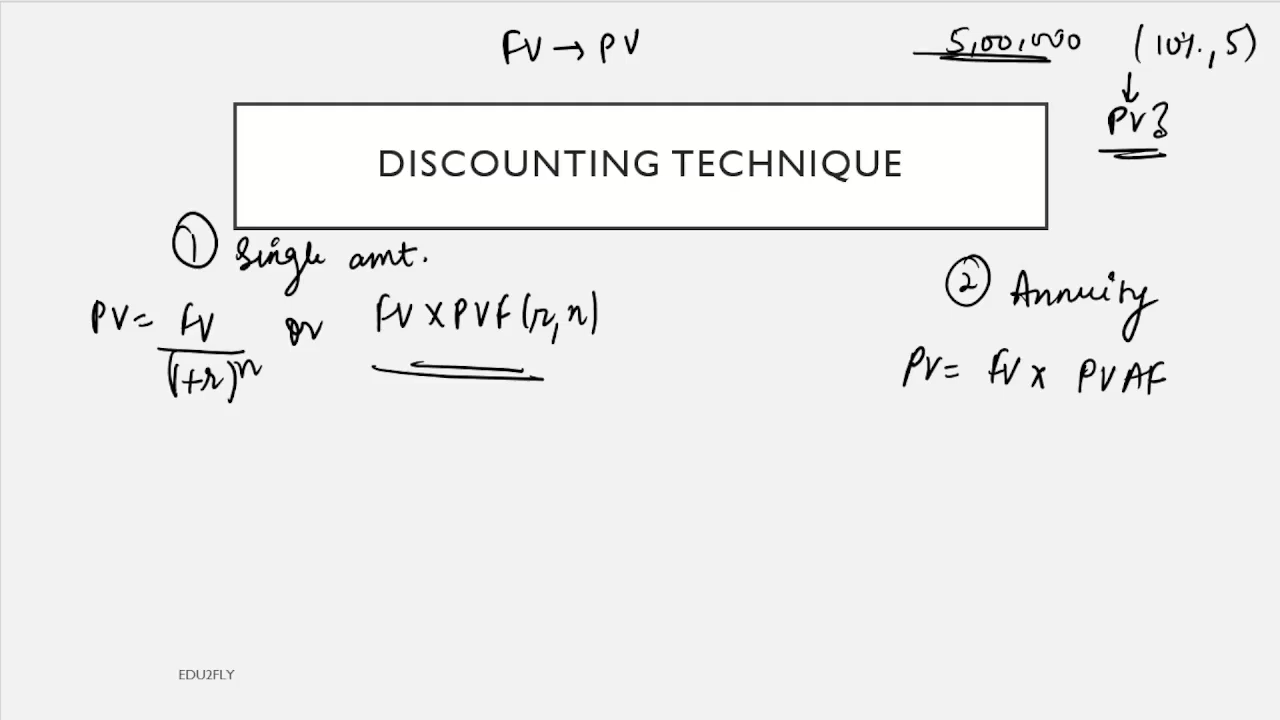 FV → PV
5,00,000 (10%, 5)
↓
PV?
DISCOUNTING TECHNIQUE
① Single amt.
PV = FV/(1+r)^n or FV x PVF (r, n)
② Annuity
PV = FV x PVAF
EDU2FLY